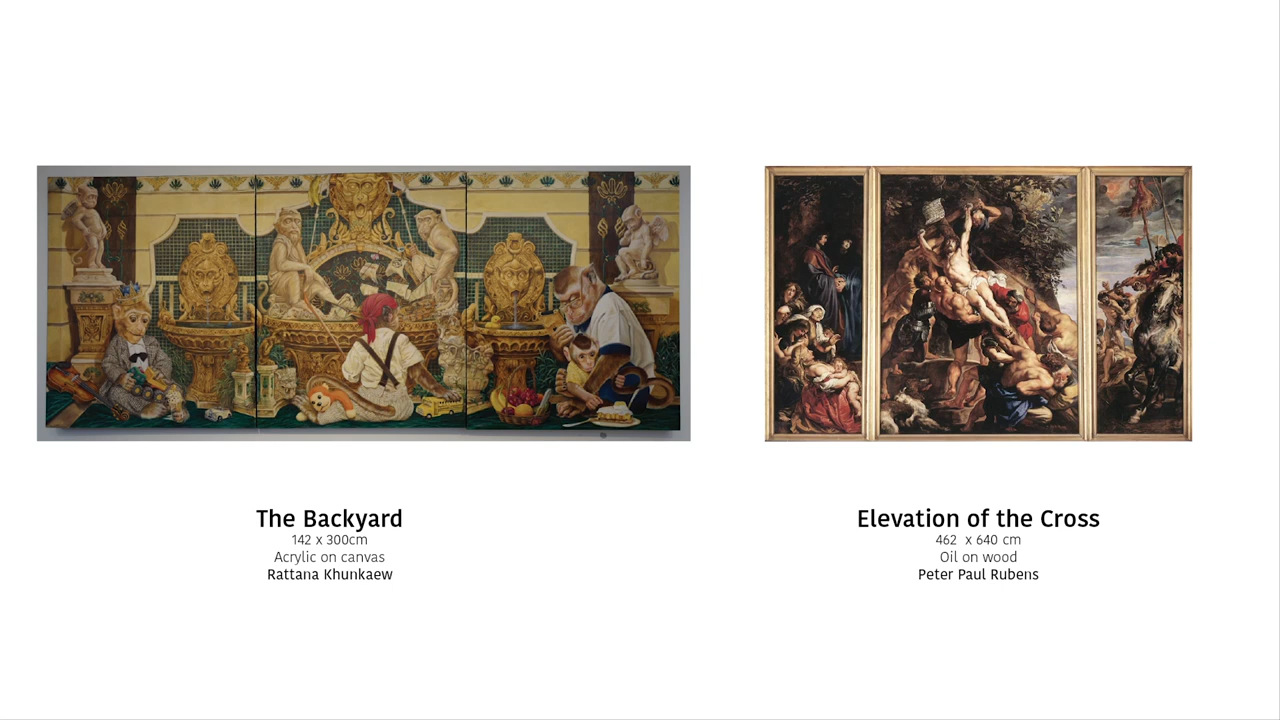 The Backyard
142 x 300cm
Acrylic on canvas
Rattana Khunkaew
Elevation of the Cross
462 x 640 cm
Oil on wood
Peter Paul Rubens